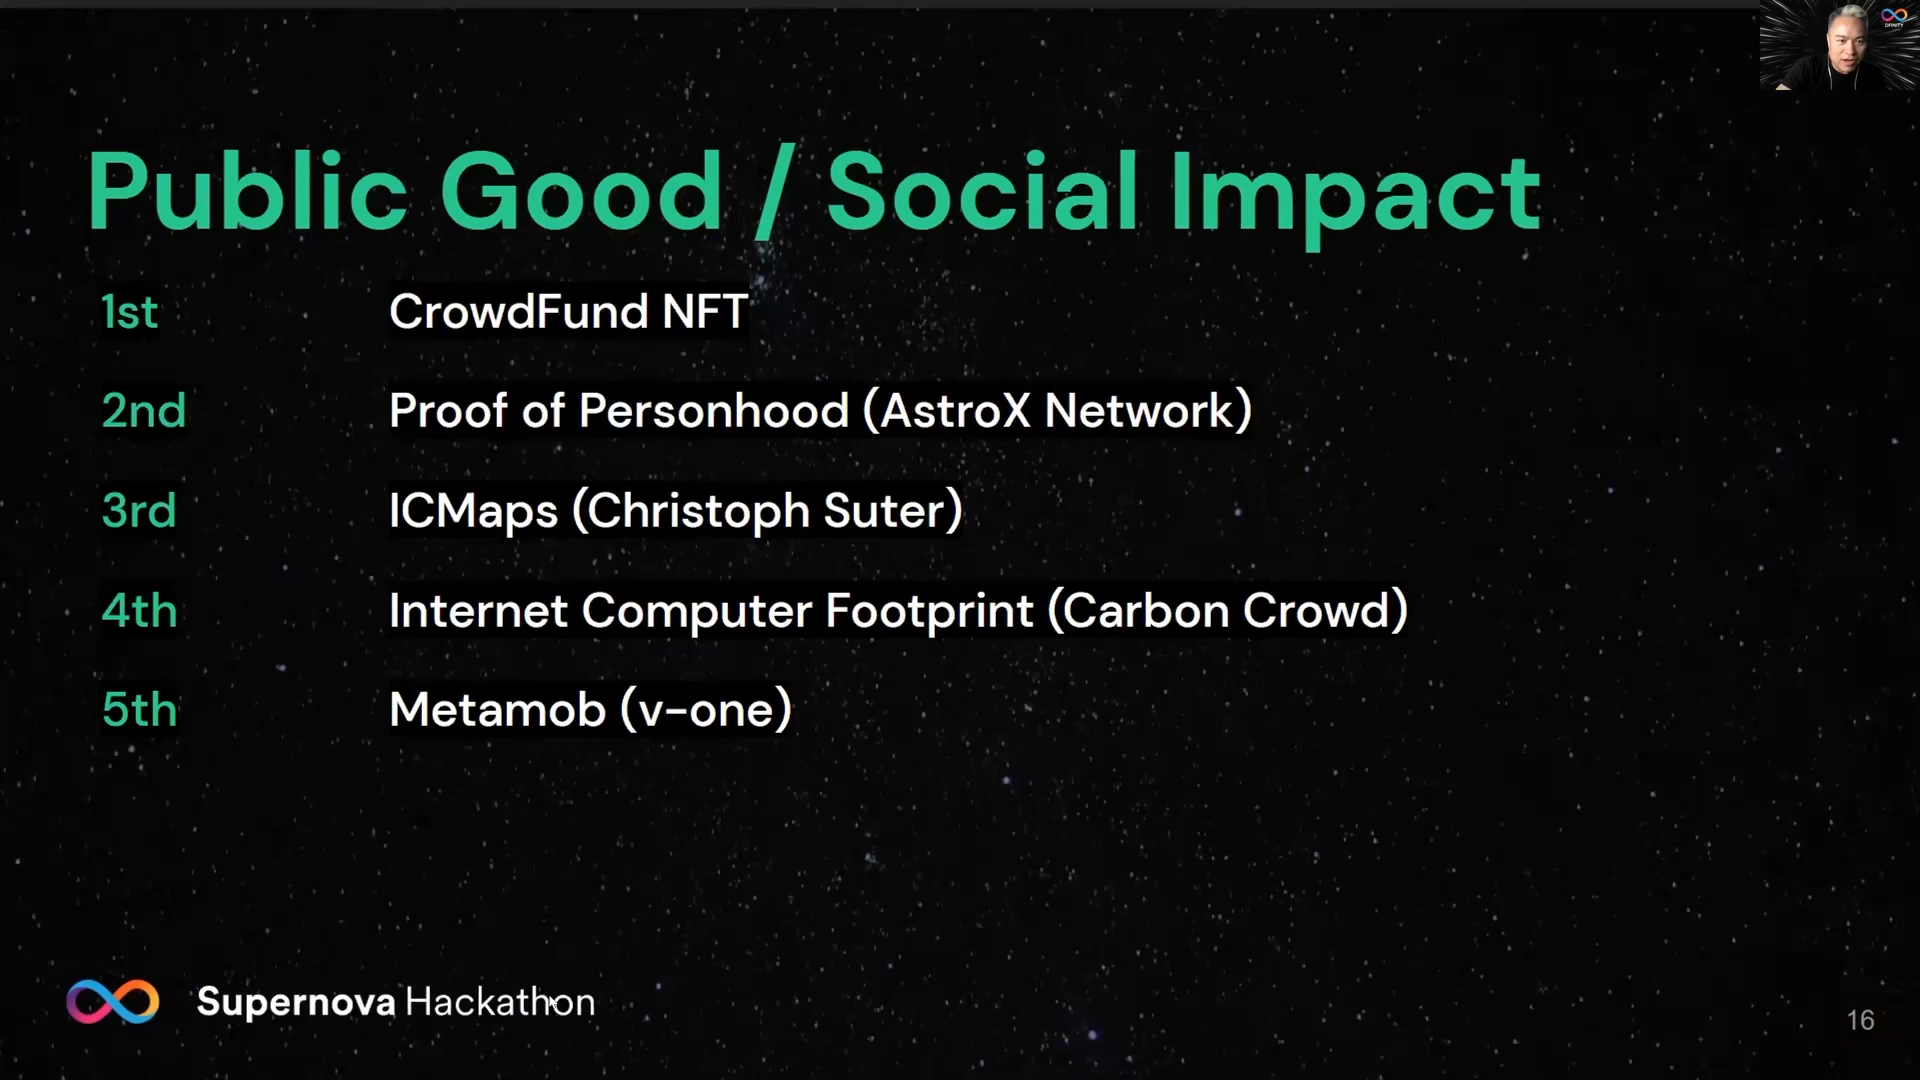 DFINITY
Public Good / Social Impact
1st CrowdFund NFT
2nd Proof of Personhood (AstroX Network)
3rd ICMaps (Christoph Suter)
4th Internet Computer Footprint (Carbon Crowd)
5th Metamob (v-one)
Supernova Hackathon
16